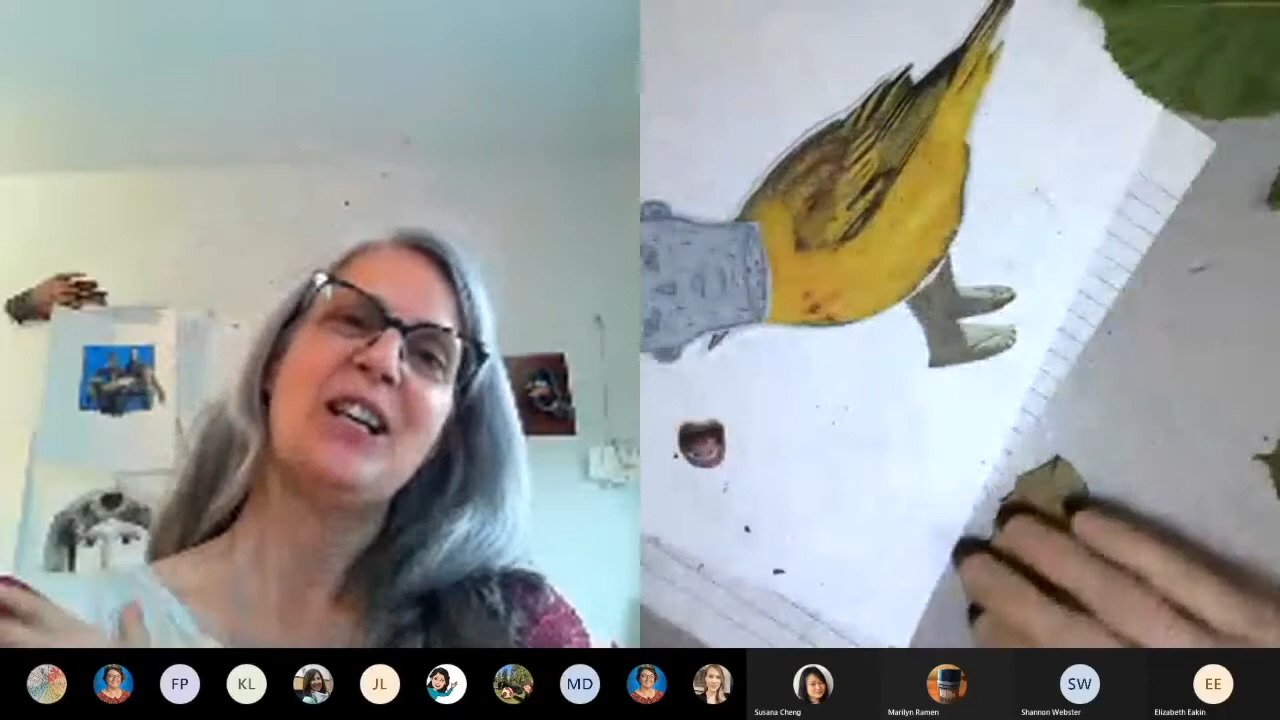 FP
KL
JL
MD
SW
EE
Susana Cheng
Marilyn Ramen
Shannon Webster
Elizabeth Eakin